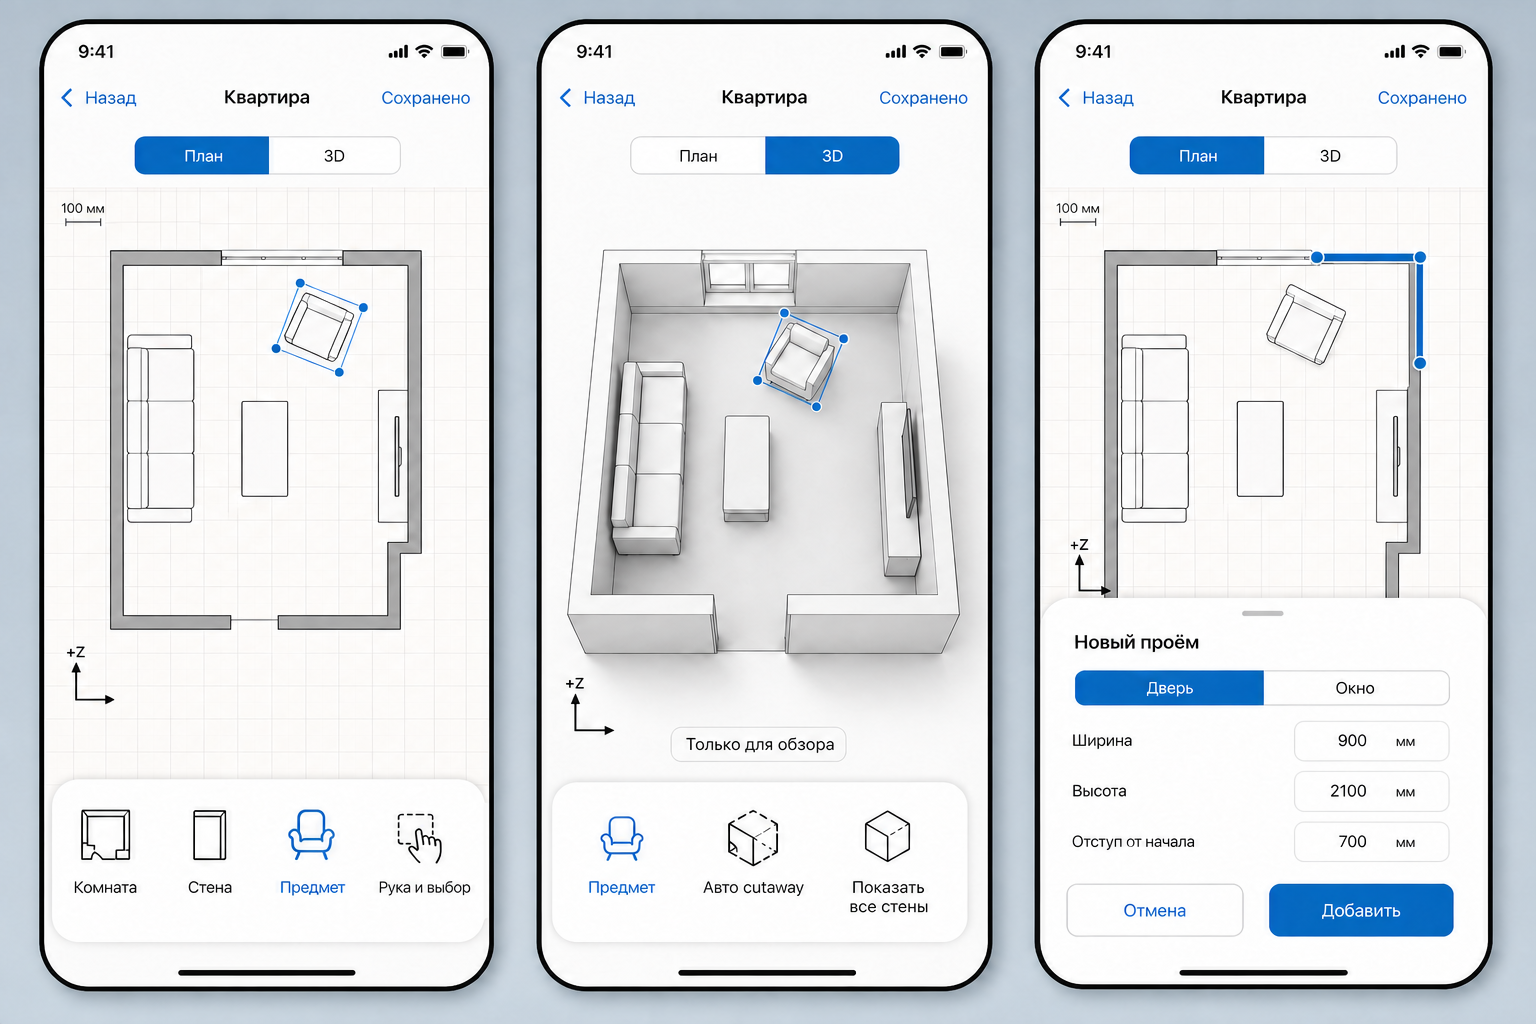 9:41
Назад
Квартира
Сохранено
План
3D
100 мм
+Z
Комната
Стена
Предмет
Рука и выбор
9:41
Назад
Квартира
Сохранено
План
3D
+Z
Только для обзора
Предмет
Авто cutaway
Показать
все стены
9:41
Назад
Квартира
Сохранено
План
3D
100 мм
+Z
Новый проём
Дверь
Окно
Ширина
900 мм
Высота
2100 мм
Отступ от начала
700 мм
Отмена
Добавить